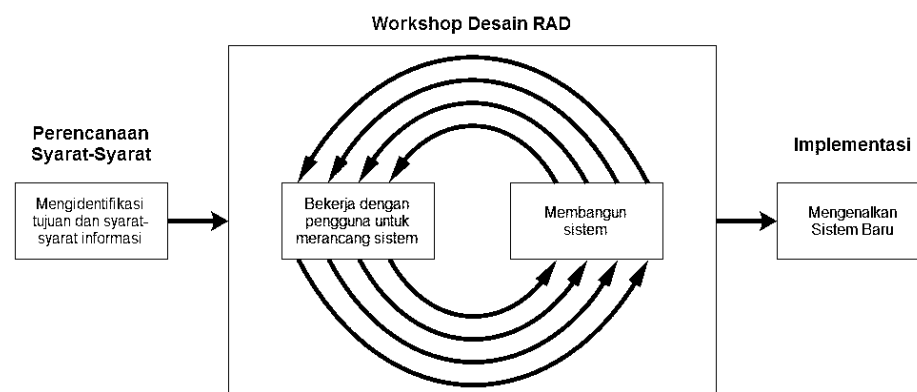 Workshop Desain RAD
Perencanaan
Syarat-Syarat
Mengidentifikasi
tujuan dan syarat-
syarat informasi
Bekerja dengan
pengguna untuk
merancang sistem
Membangun
sistem
Implementasi
Mengenalkan
Sistem Baru